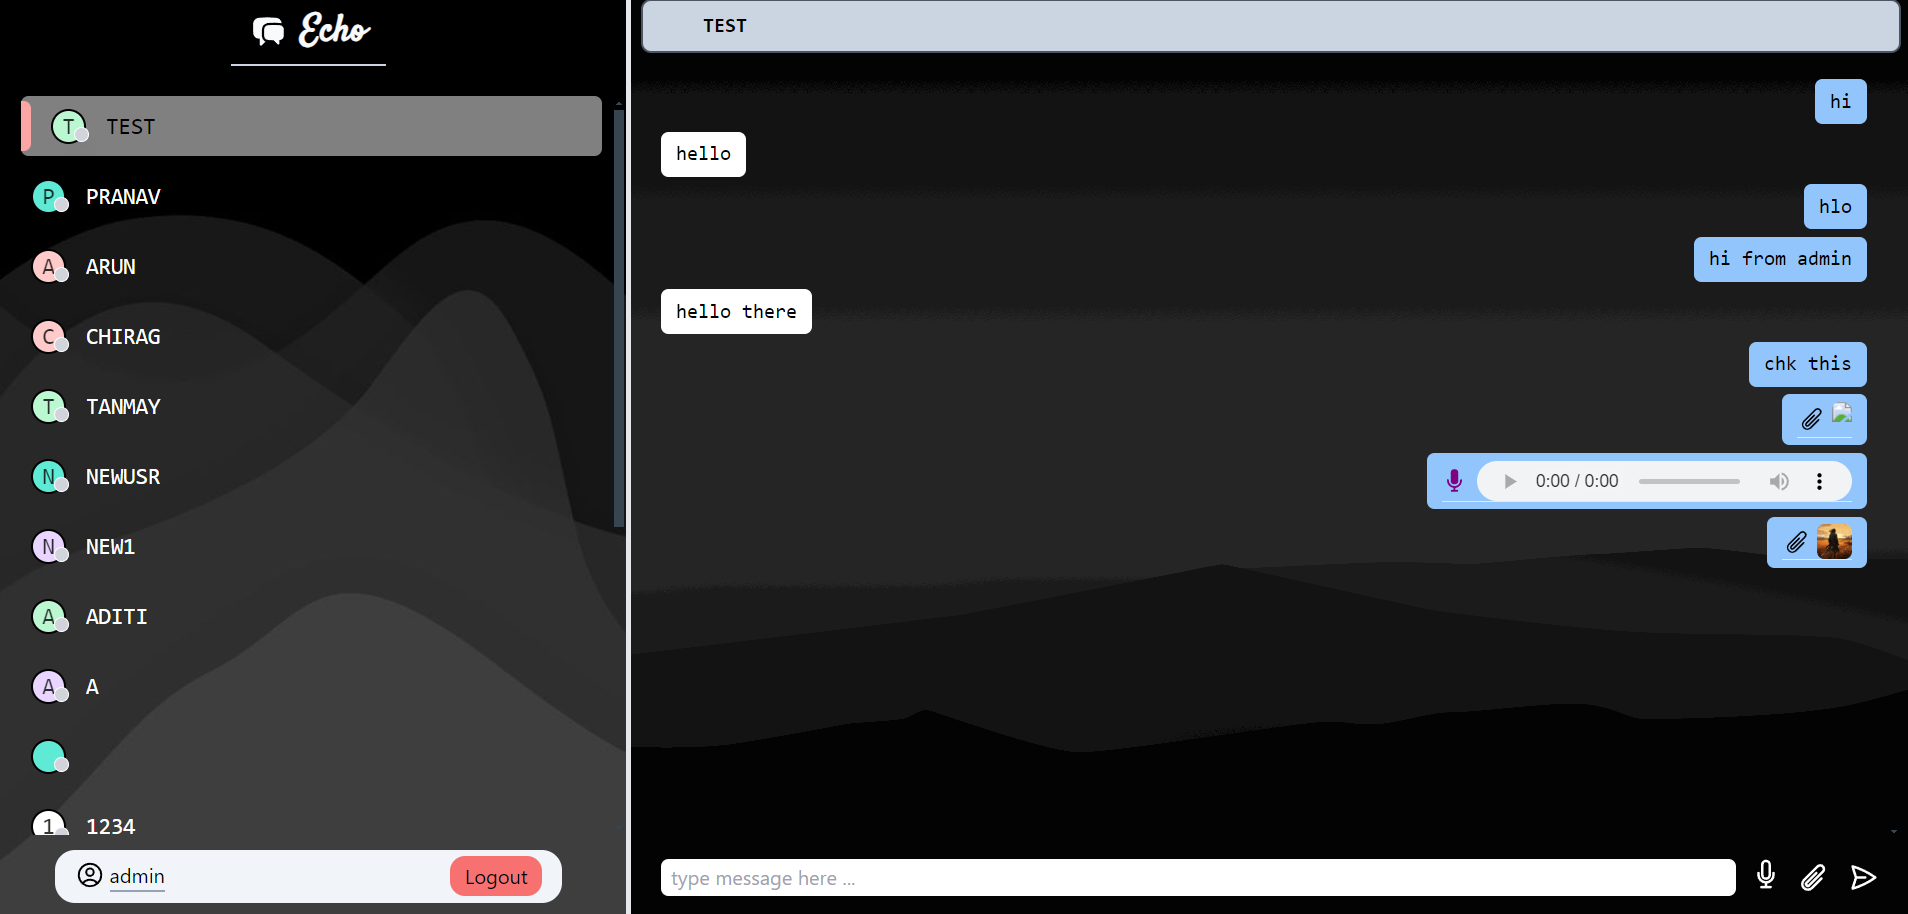 Echo
T TEST
P PRANAV
A ARUN
C CHIRAG
T TANMAY
N NEWUSR
N NEW1
A ADITI
A A
1 1234
admin Logout
TEST
hi
hello
hlo
hi from admin
hello there
chk this
0:00 / 0:00
type message here ...